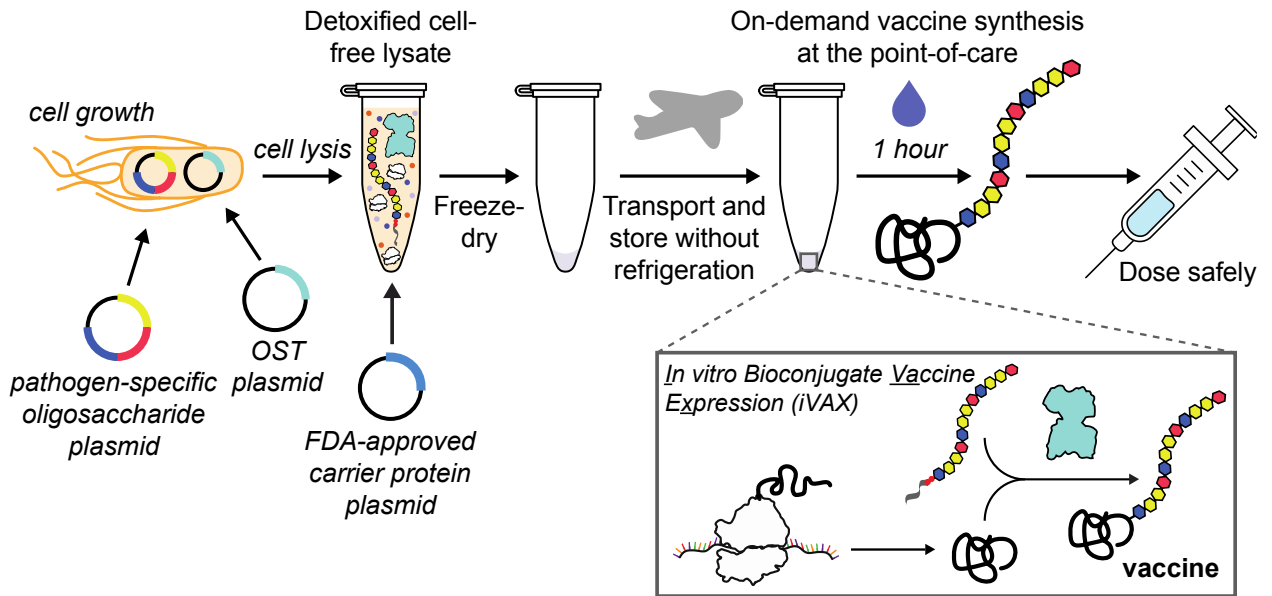 Detoxified cell-
free lysate
On-demand vaccine synthesis
at the point-of-care
cell growth
cell lysis
Freeze-
dry
Transport and
store without
refrigeration
1 hour
Dose safely
pathogen-specific
oligosaccharide
plasmid
OST
plasmid
FDA-approved
carrier protein
plasmid
In vitro Bioconjugate Vaccine
Expression (iVAX)
vaccine